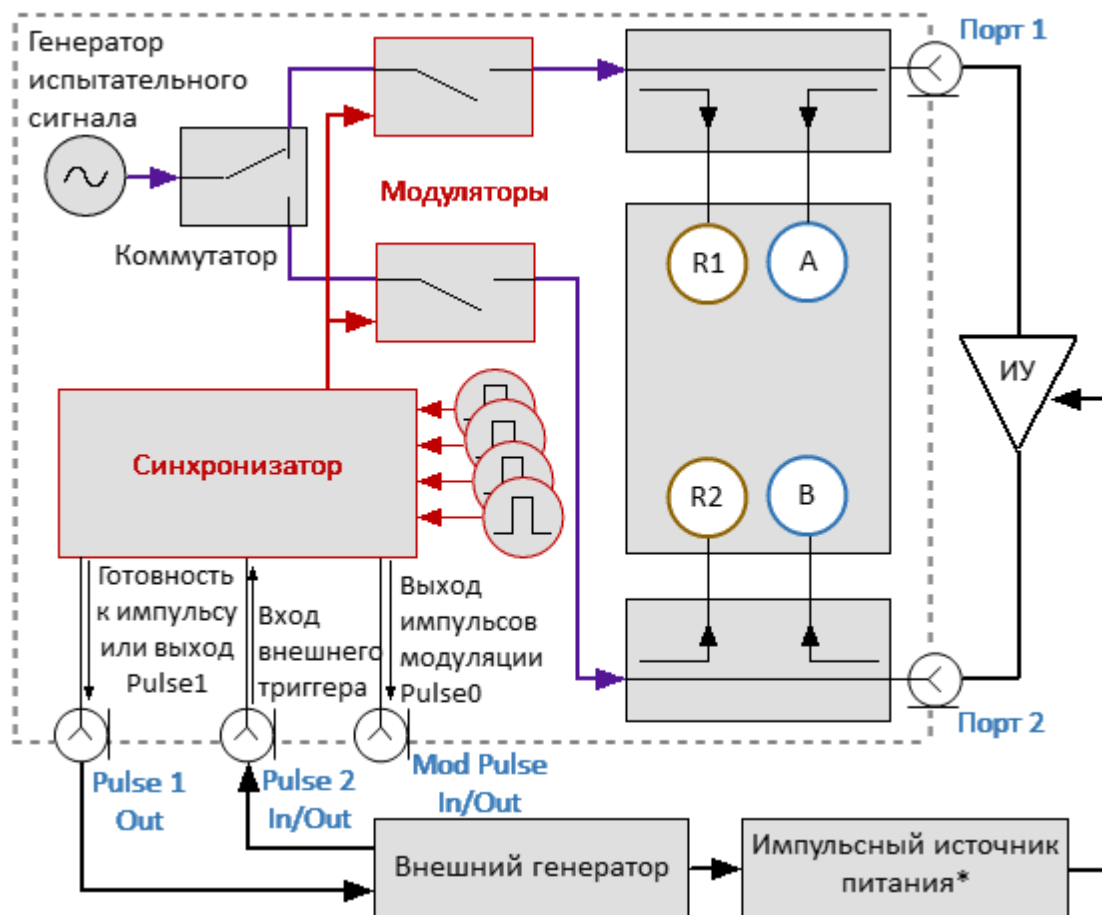 Генератор
испытательного
сигнала
Коммутатор
Модуляторы
Порт 1
R1
A
ИУ
R2
B
Синхронизатор
Готовность
к импульсу
или выход
Pulse1
Вход
внешнего
триггера
Выход
импульсов
модуляции
Pulse0
Порт 2
Pulse 1
Out
Pulse 2
In/Out
Mod Pulse
In/Out
Внешний генератор
Импульсный источник
питания*